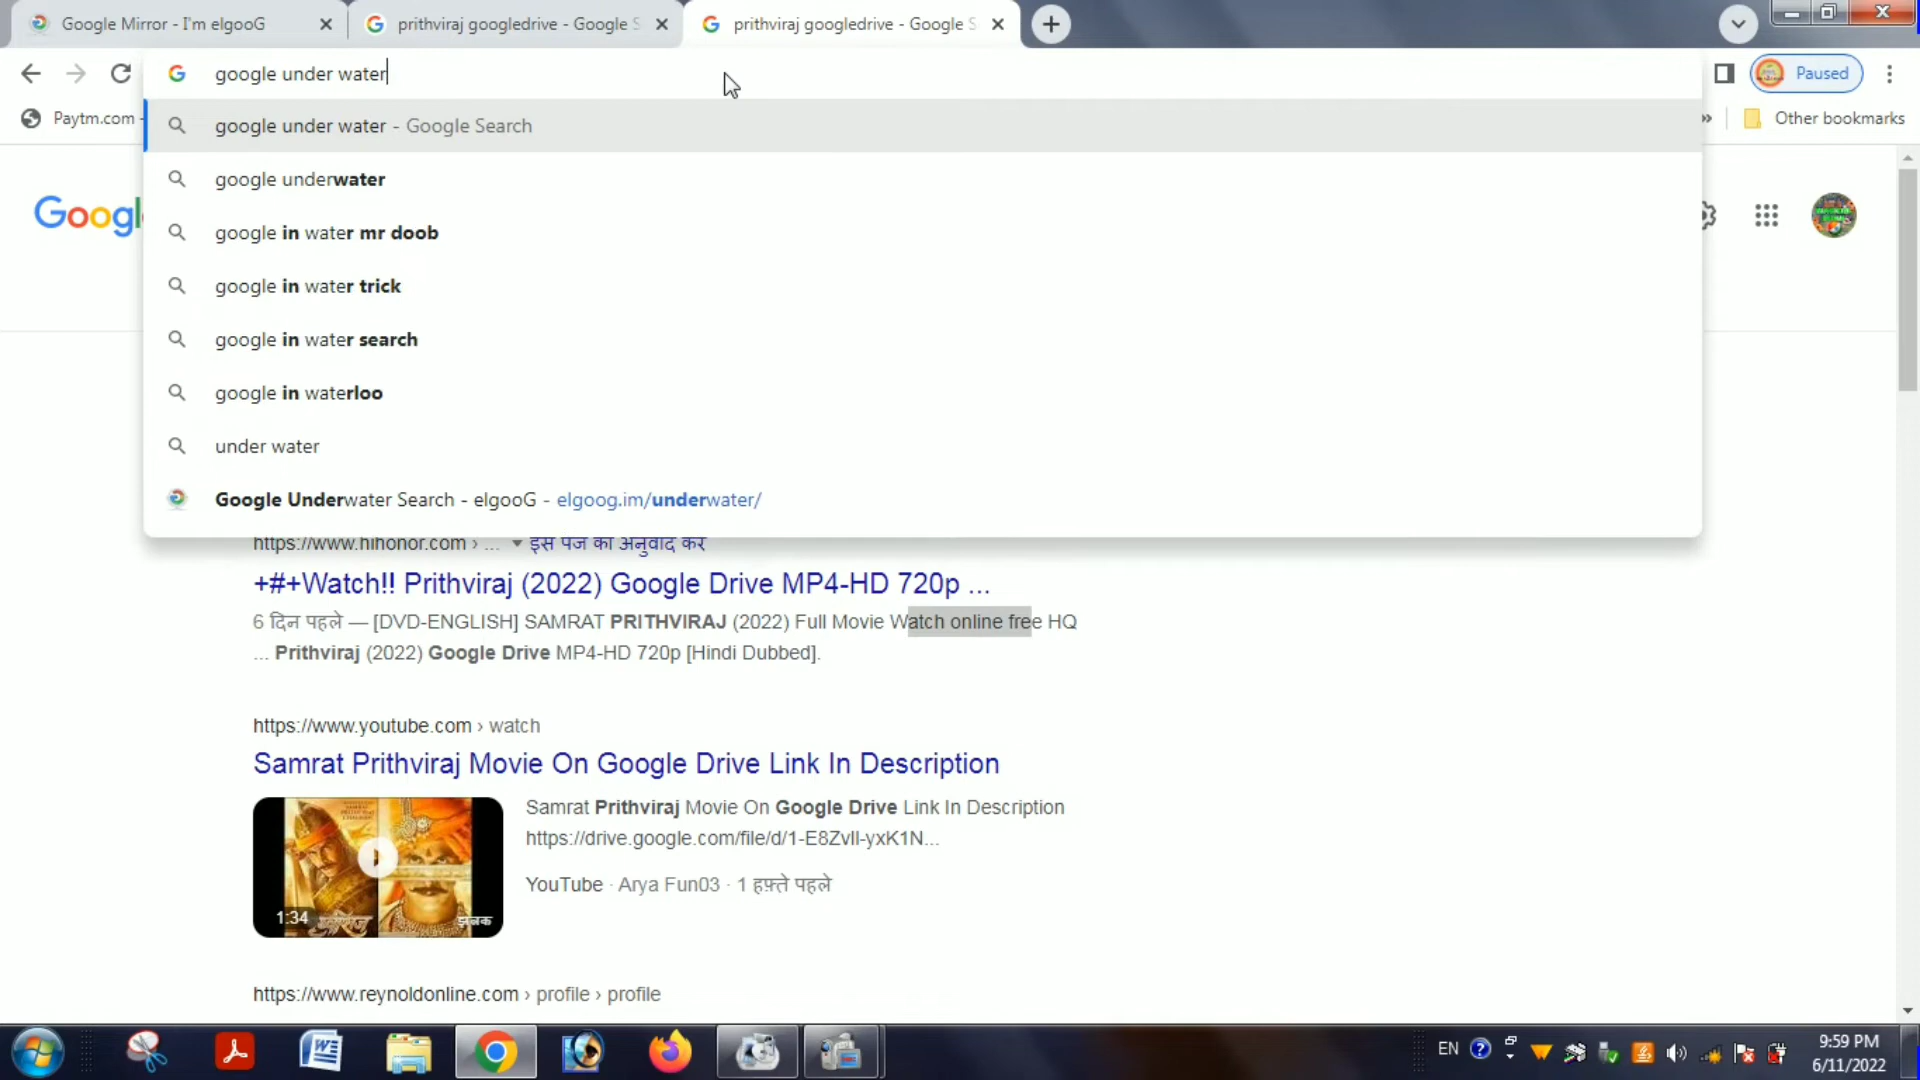 Google Mirror - I'm elgooG
prithviraj googledrive - Google S
prithviraj googledrive - Google S
google under water
Paused
Paytm.com
Other bookmarks
google under water - Google Search
google underwater
google in water mr doob
google in water trick
google in water search
google in waterloo
under water
Google Underwater Search - elgooG - elgoog.im/underwater/
Googl
https://www.hihonor.com › ... इस पेज का अनुवाद करें
+#+Watch!! Prithviraj (2022) Google Drive MP4-HD 720p ...
6 दिन पहले — [DVD-ENGLISH] SAMRAT PRITHVIRAJ (2022) Full Movie Watch online free HQ
... Prithviraj (2022) Google Drive MP4-HD 720p [Hindi Dubbed].
https://www.youtube.com › watch
Samrat Prithviraj Movie On Google Drive Link In Description
Samrat Prithviraj Movie On Google Drive Link In Description
https://drive.google.com/file/d/1-E8ZvII-yxK1N...
YouTube · Arya Fun03 · 1 हफ़्ते पहले
1:34
झलक
https://www.reynoldonline.com › profile › profile
EN
9:59 PM
6/11/2022